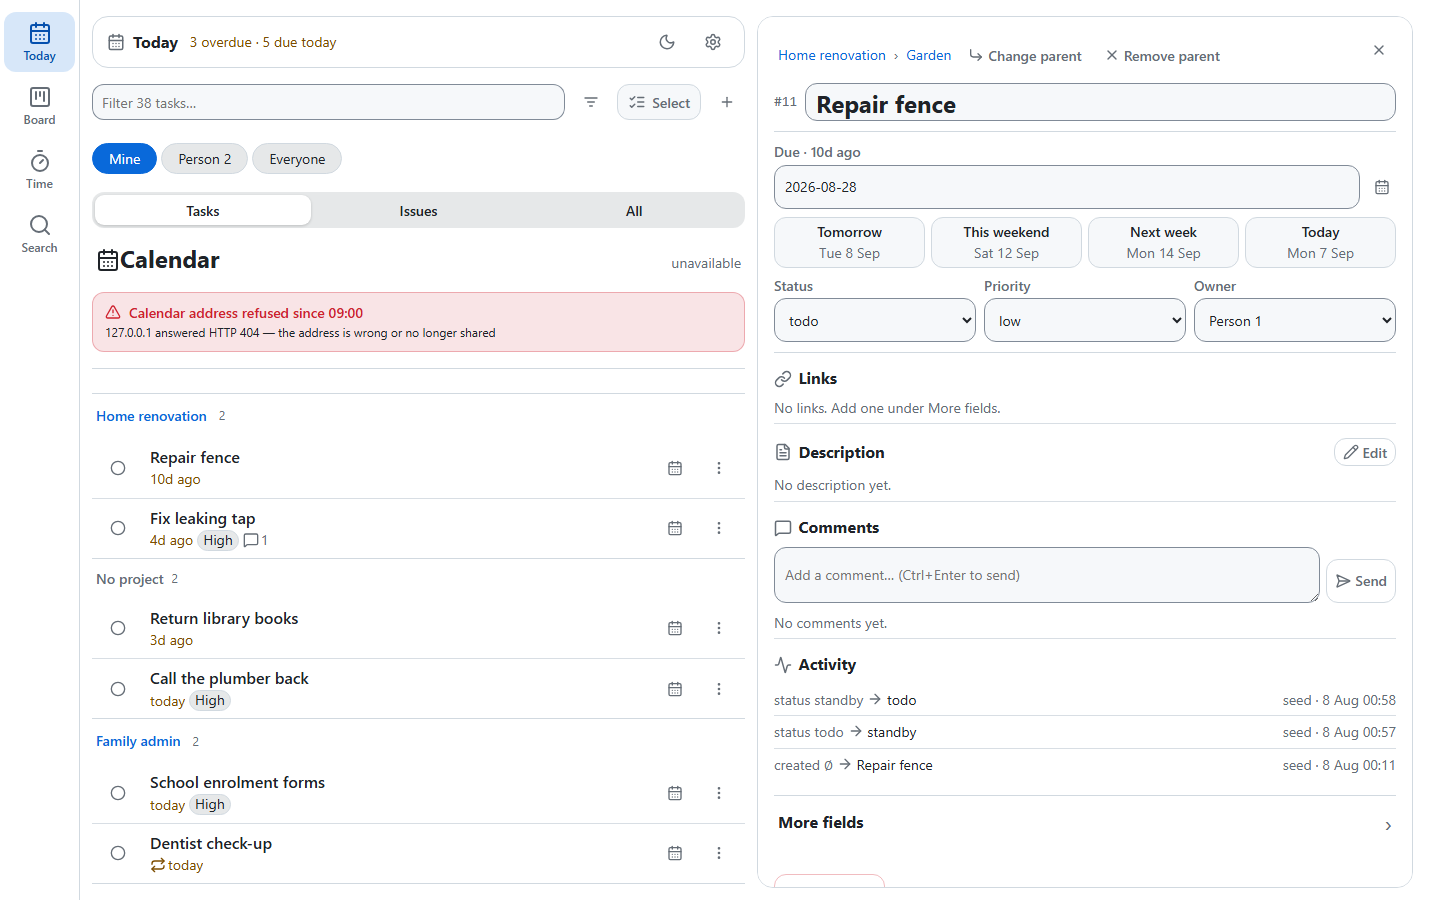 Today
Board
Time
Search
Today 3 overdue · 5 due today
Filter 38 tasks...
Select
Mine
Person 2
Everyone
Tasks
Issues
All
Calendar
unavailable
Calendar address refused since 09:00
127.0.0.1 answered HTTP 404 — the address is wrong or no longer shared
Home renovation 2
Repair fence
10d ago
Fix leaking tap
4d ago High 1
No project 2
Return library books
3d ago
Call the plumber back
today High
Family admin 2
School enrolment forms
today High
Dentist check-up
today
Home renovation › Garden Change parent Remove parent
#11 Repair fence
Due · 10d ago
2026-08-28
Tomorrow
Tue 8 Sep
This weekend
Sat 12 Sep
Next week
Mon 14 Sep
Today
Mon 7 Sep
Status
todo
Priority
low
Owner
Person 1
Links
No links. Add one under More fields.
Description
Edit
No description yet.
Comments
Add a comment... (Ctrl+Enter to send)
Send
No comments yet.
Activity
status standby → todo seed · 8 Aug 00:58
status todo → standby seed · 8 Aug 00:57
created ∅ → Repair fence seed · 8 Aug 00:11
More fields